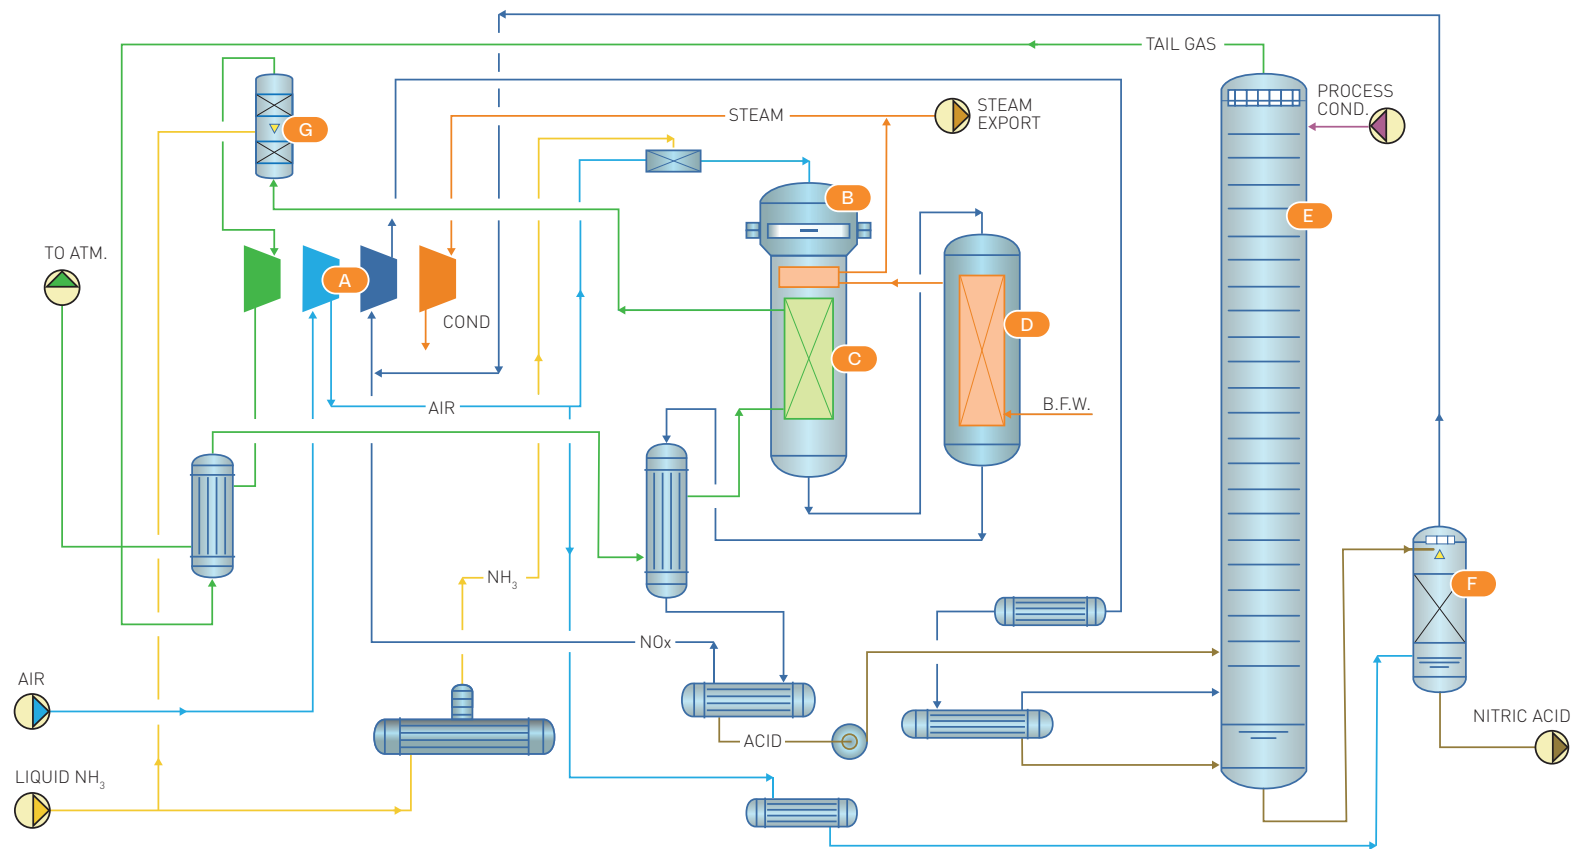 TAIL GAS
PROCESS
COND.
STEAM
STEAM
EXPORT
G
B
E
TO ATM.
A
COND
D
C
AIR
B.F.W.
NH₃
F
NOx
AIR
ACID
NITRIC ACID
LIQUID NH₃